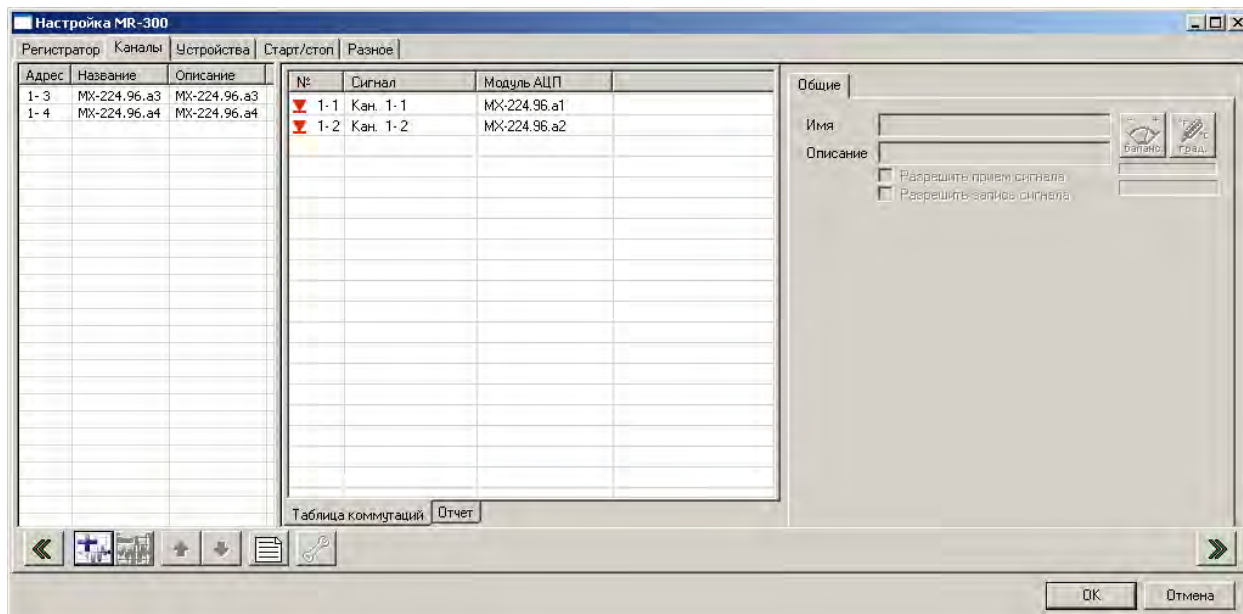 Настройка MR-300
Регистратор Каналы Устройства Старт/стоп Разное
Адрес Название Описание
1- 3 MX-224.96.a3 MX-224.96.a3
1- 4 MX-224.96.a4 MX-224.96.a4
№ Сигнал Модуль АЦП
1- 1 Кан. 1- 1 MX-224.96.a1
1- 2 Кан. 1- 2 MX-224.96.a2
Таблица коммутаций Отчет
Общие
Имя
Описание
баланс. град.
Разрешить прием сигнала
Разрешить запись сигнала
OK Отмена